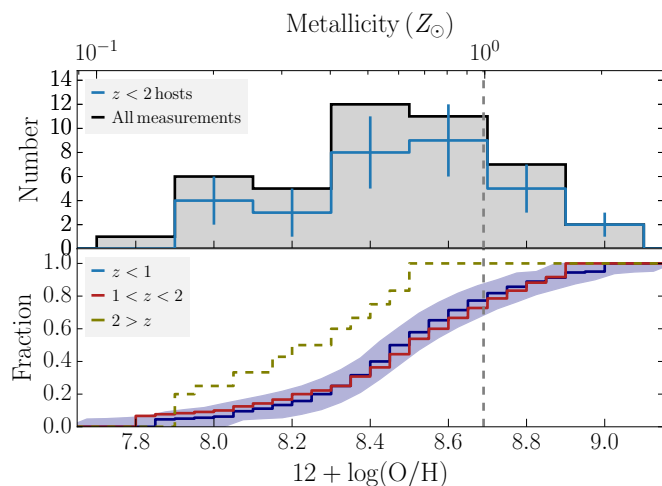 Metallicity (Z⊙)
10⁻¹ 10⁰
14
12
10
8
6
4
2
0
Number
z < 2 hosts
All measurements
1.0
0.8
0.6
0.4
0.2
0.0
Fraction
z < 1
1 < z < 2
2 > z
7.8 8.0 8.2 8.4 8.6 8.8 9.0
12 + log(O/H)